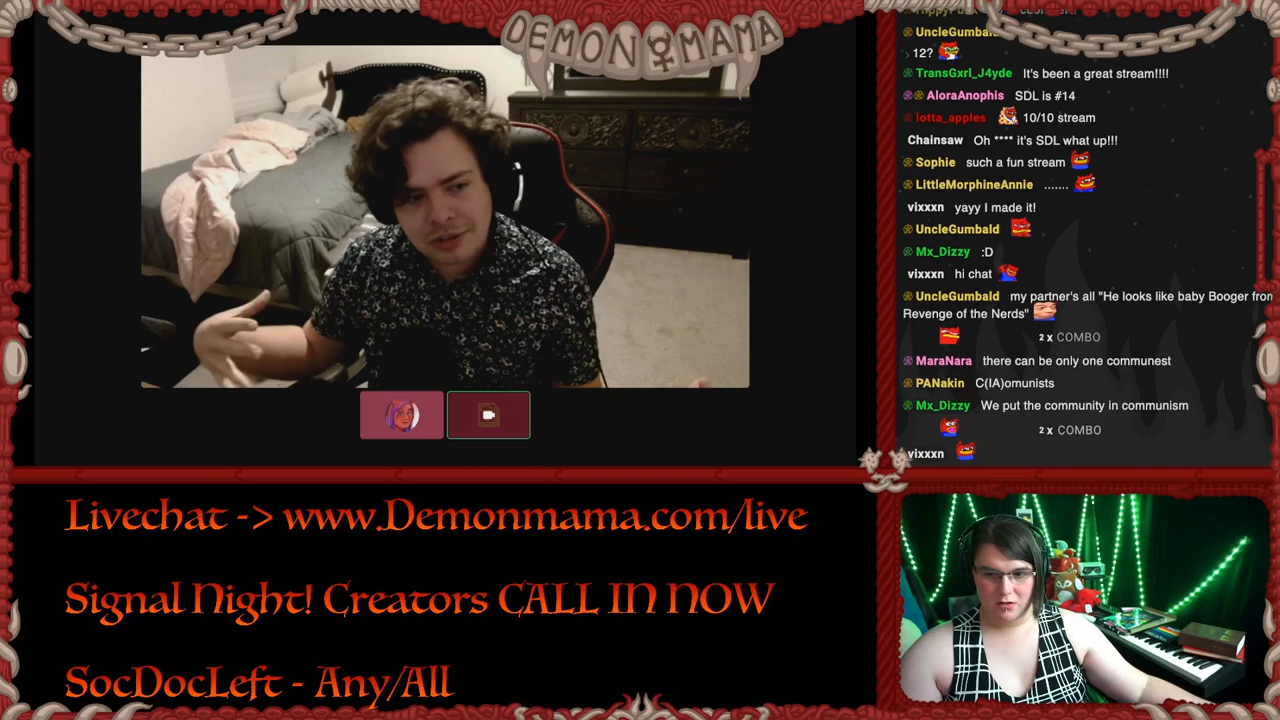 DEMON MAMA
UncleGumba
12?
TransGxrl_J4yde It's been a great stream!!!!
AloraAnophis SDL is #14
lotta_apples 10/10 stream
Chainsaw Oh **** it's SDL what up!!!
Sophie such a fun stream
LittleMorphineAnnie .......
vixxxn yayy I made it!
UncleGumbald
Mx_Dizzy :D
vixxxn hi chat
UncleGumbald my partner's all "He looks like baby Booger from
Revenge of the Nerds"
2 x COMBO
MaraNara there can be only one communest
PANakin C(IA)omunists
Mx_Dizzy We put the community in communism
2 x COMBO
vixxxn
Livechat -> www.Demonmama.com/live
Signal Night! Creators CALL IN NOW
SocDocLeft - Any/All